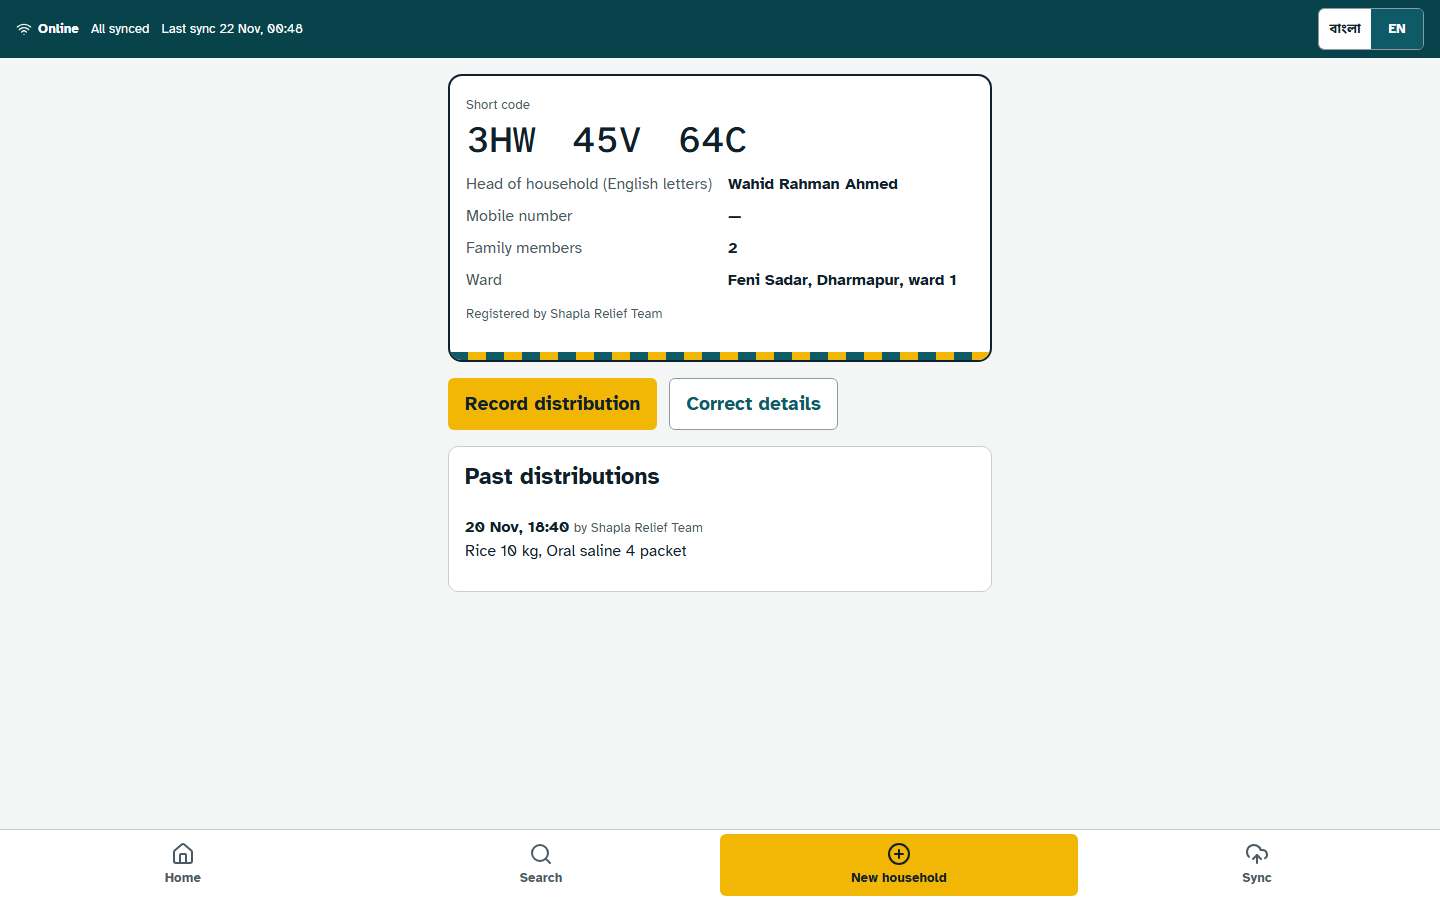 Online All synced Last sync 22 Nov, 00:48
বাংলা EN
Short code
3HW 45V 64C
Head of household (English letters) Wahid Rahman Ahmed
Mobile number —
Family members 2
Ward Feni Sadar, Dharmapur, ward 1
Registered by Shapla Relief Team
Record distribution Correct details
Past distributions
20 Nov, 18:40 by Shapla Relief Team
Rice 10 kg, Oral saline 4 packet
Home Search New household Sync